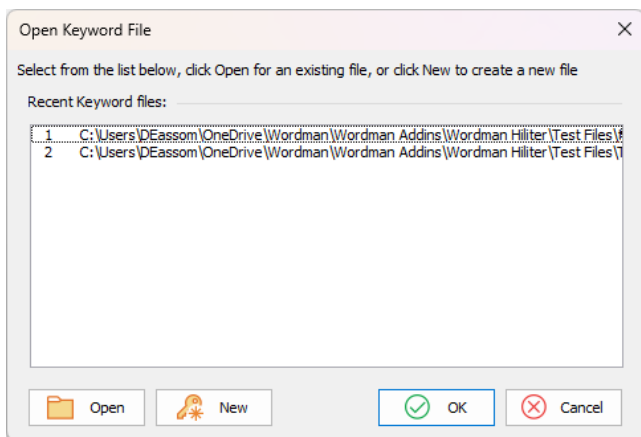 Open Keyword File
Select from the list below, click Open for an existing file, or click New to create a new file
Recent Keyword files:
1 C:\Users\DEassom\OneDrive\Wordman\Wordman Addins\Wordman Hiliter\Test Files\
2 C:\Users\DEassom\OneDrive\Wordman\Wordman Addins\Wordman Hiliter\Test Files\
Open
New
OK
Cancel